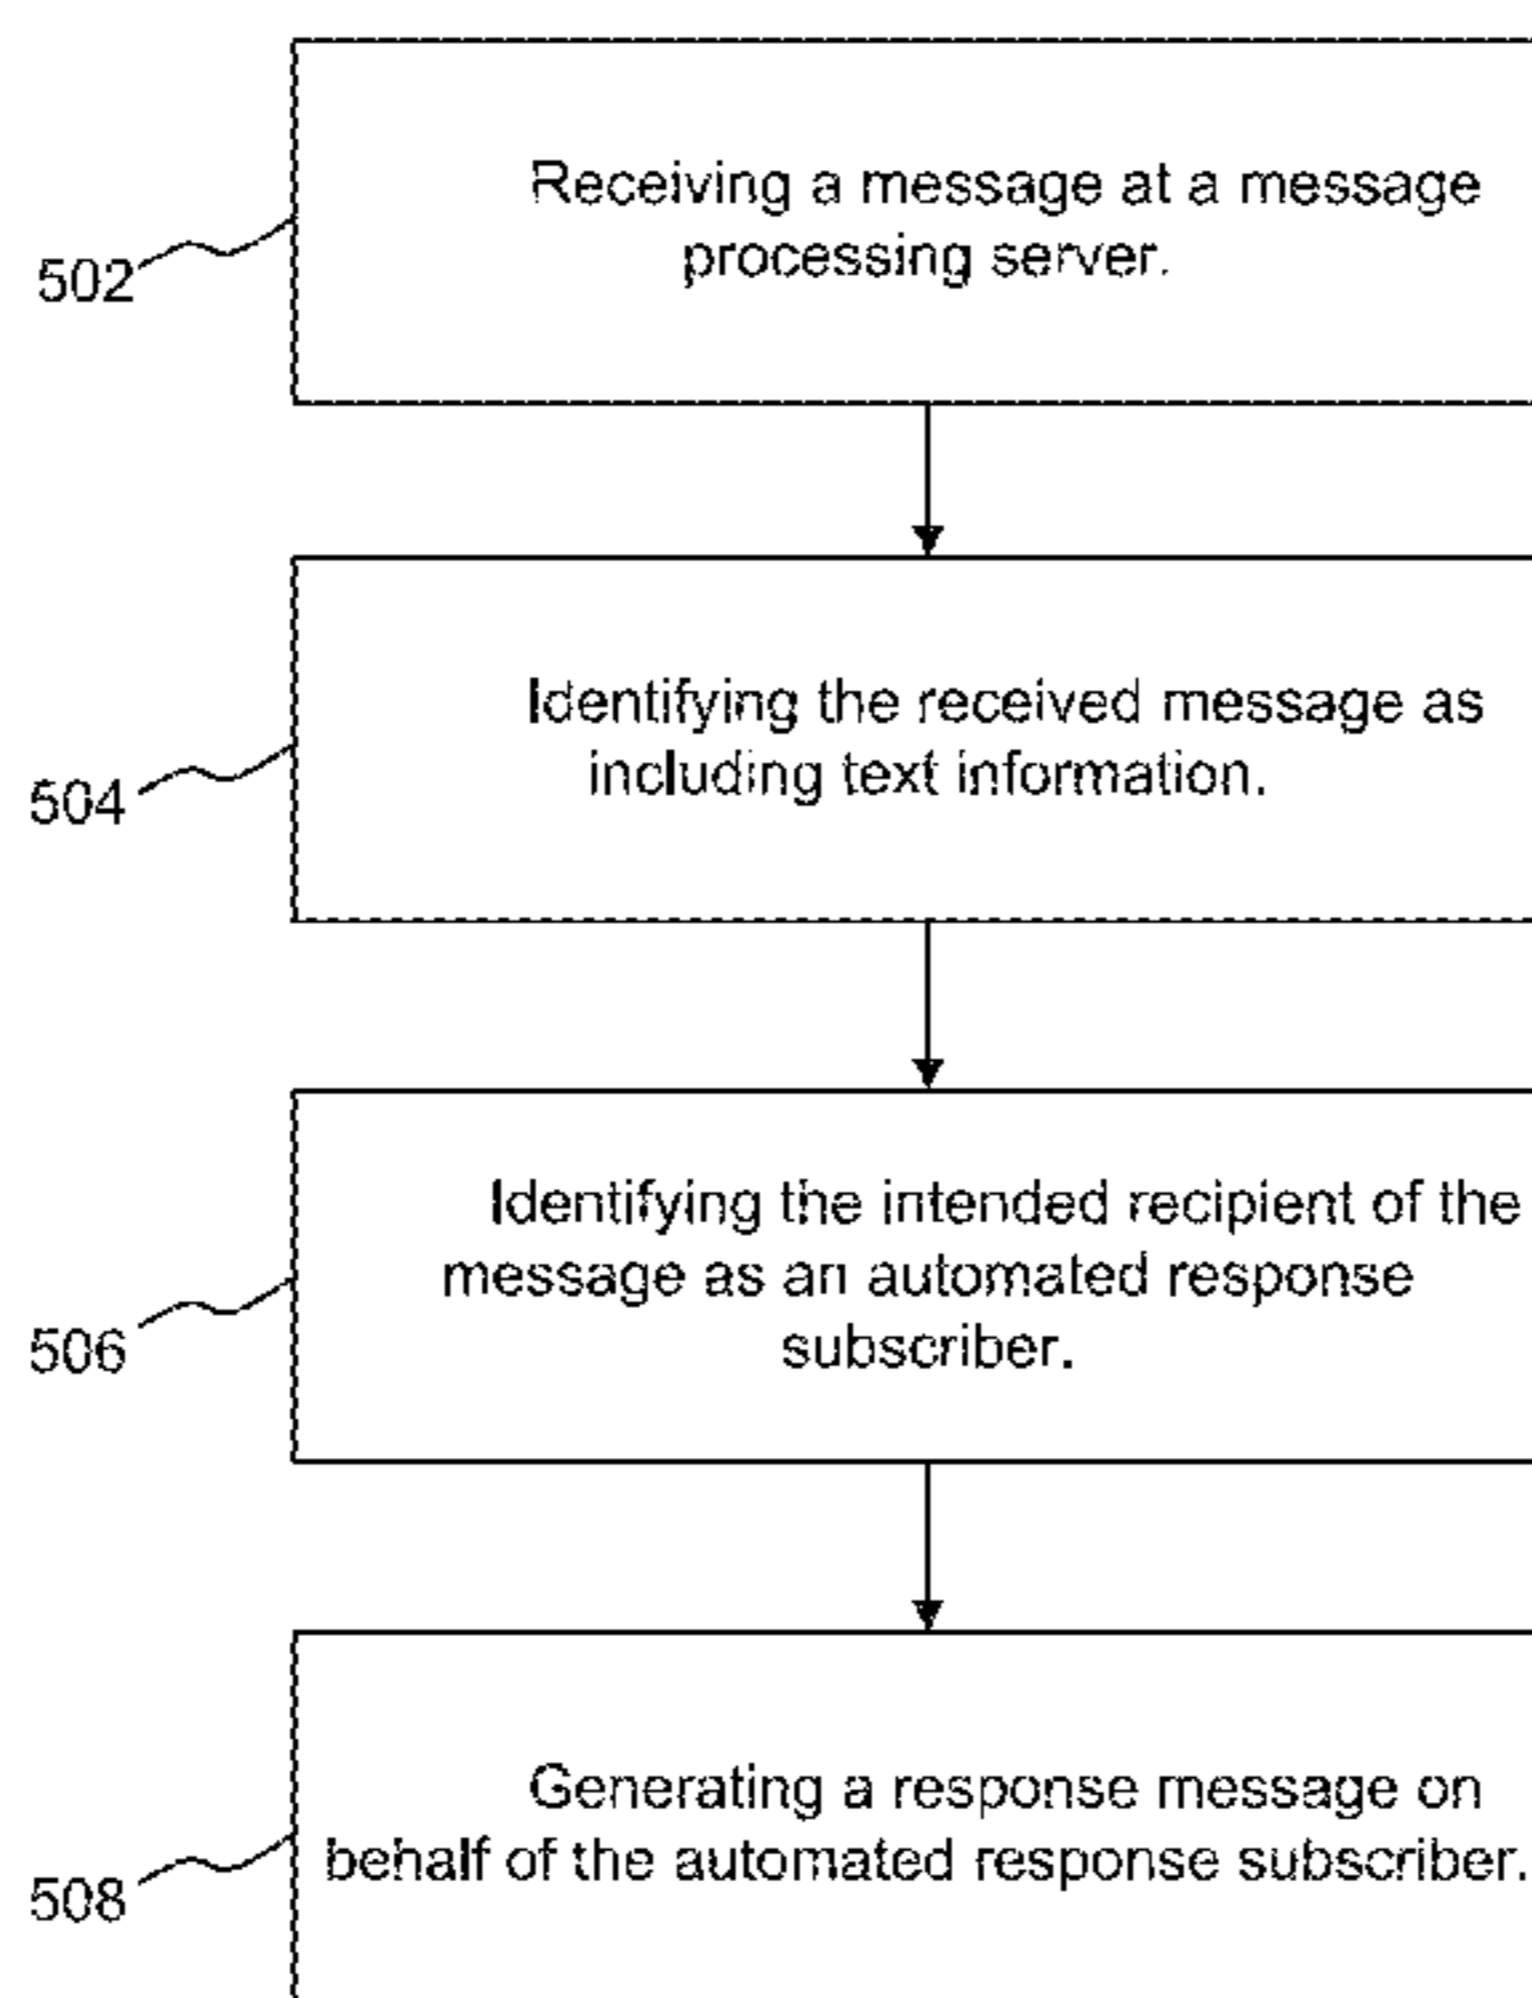 Receiving a message at a message
processing server.
502
Identifying the received message as
including text information.
504
Identifying the intended recipient of the
message as an automated response
subscriber.
506
Generating a response message on
behalf of the automated response subscriber.
508